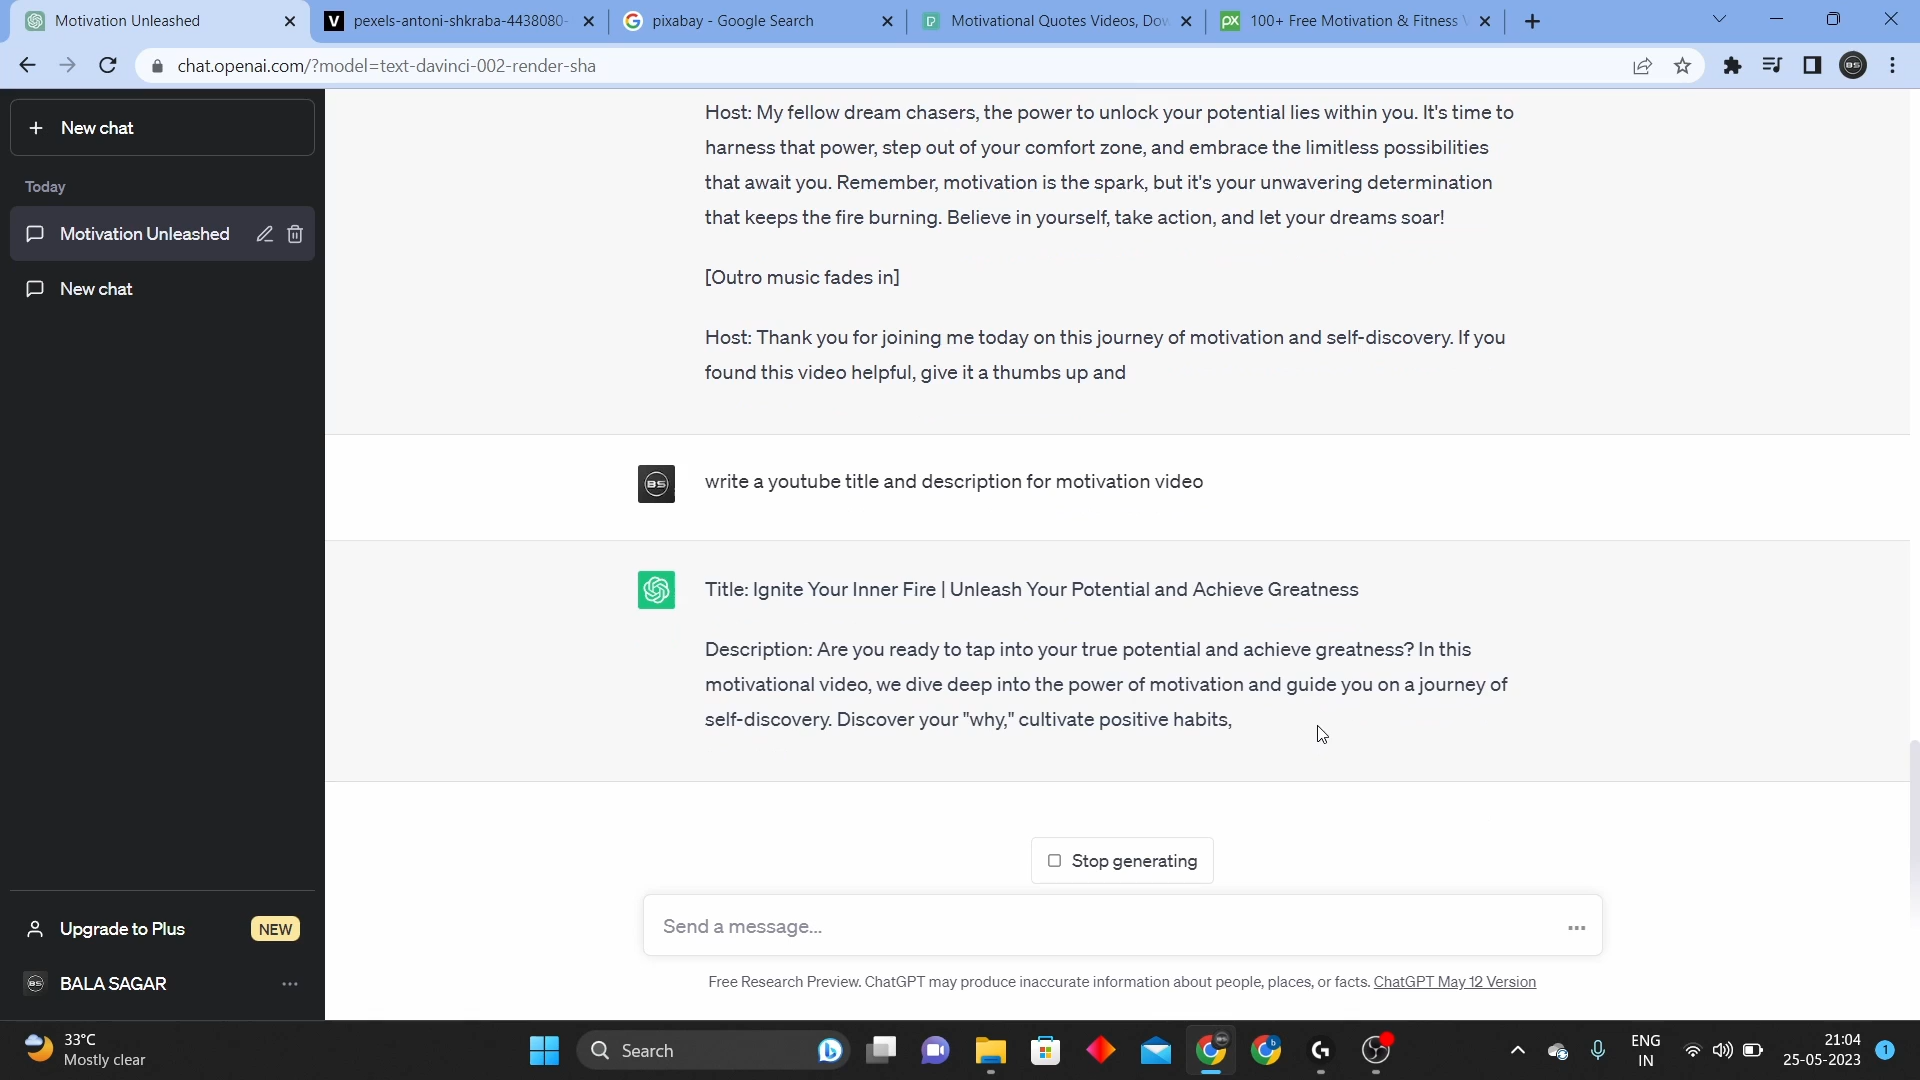 Motivation Unleashed
pexels-antoni-shkraba-4438080-
pixabay - Google Search
Motivational Quotes Videos, Dow
100+ Free Motivation & Fitness V
chat.openai.com/?model=text-davinci-002-render-sha
New chat
Today
Motivation Unleashed
New chat
Host: My fellow dream chasers, the power to unlock your potential lies within you. It's time to
harness that power, step out of your comfort zone, and embrace the limitless possibilities
that await you. Remember, motivation is the spark, but it's your unwavering determination
that keeps the fire burning. Believe in yourself, take action, and let your dreams soar!
[Outro music fades in]
Host: Thank you for joining me today on this journey of motivation and self-discovery. If you
found this video helpful, give it a thumbs up and
BS
write a youtube title and description for motivation video
Title: Ignite Your Inner Fire | Unleash Your Potential and Achieve Greatness
Description: Are you ready to tap into your true potential and achieve greatness? In this
motivational video, we dive deep into the power of motivation and guide you on a journey of
self-discovery. Discover your "why," cultivate positive habits,
Stop generating
Send a message...
Free Research Preview. ChatGPT may produce inaccurate information about people, places, or facts. ChatGPT May 12 Version
Upgrade to Plus
NEW
BALA SAGAR
33°C
Mostly clear
Search
ENG
IN
21:04
25-05-2023
1